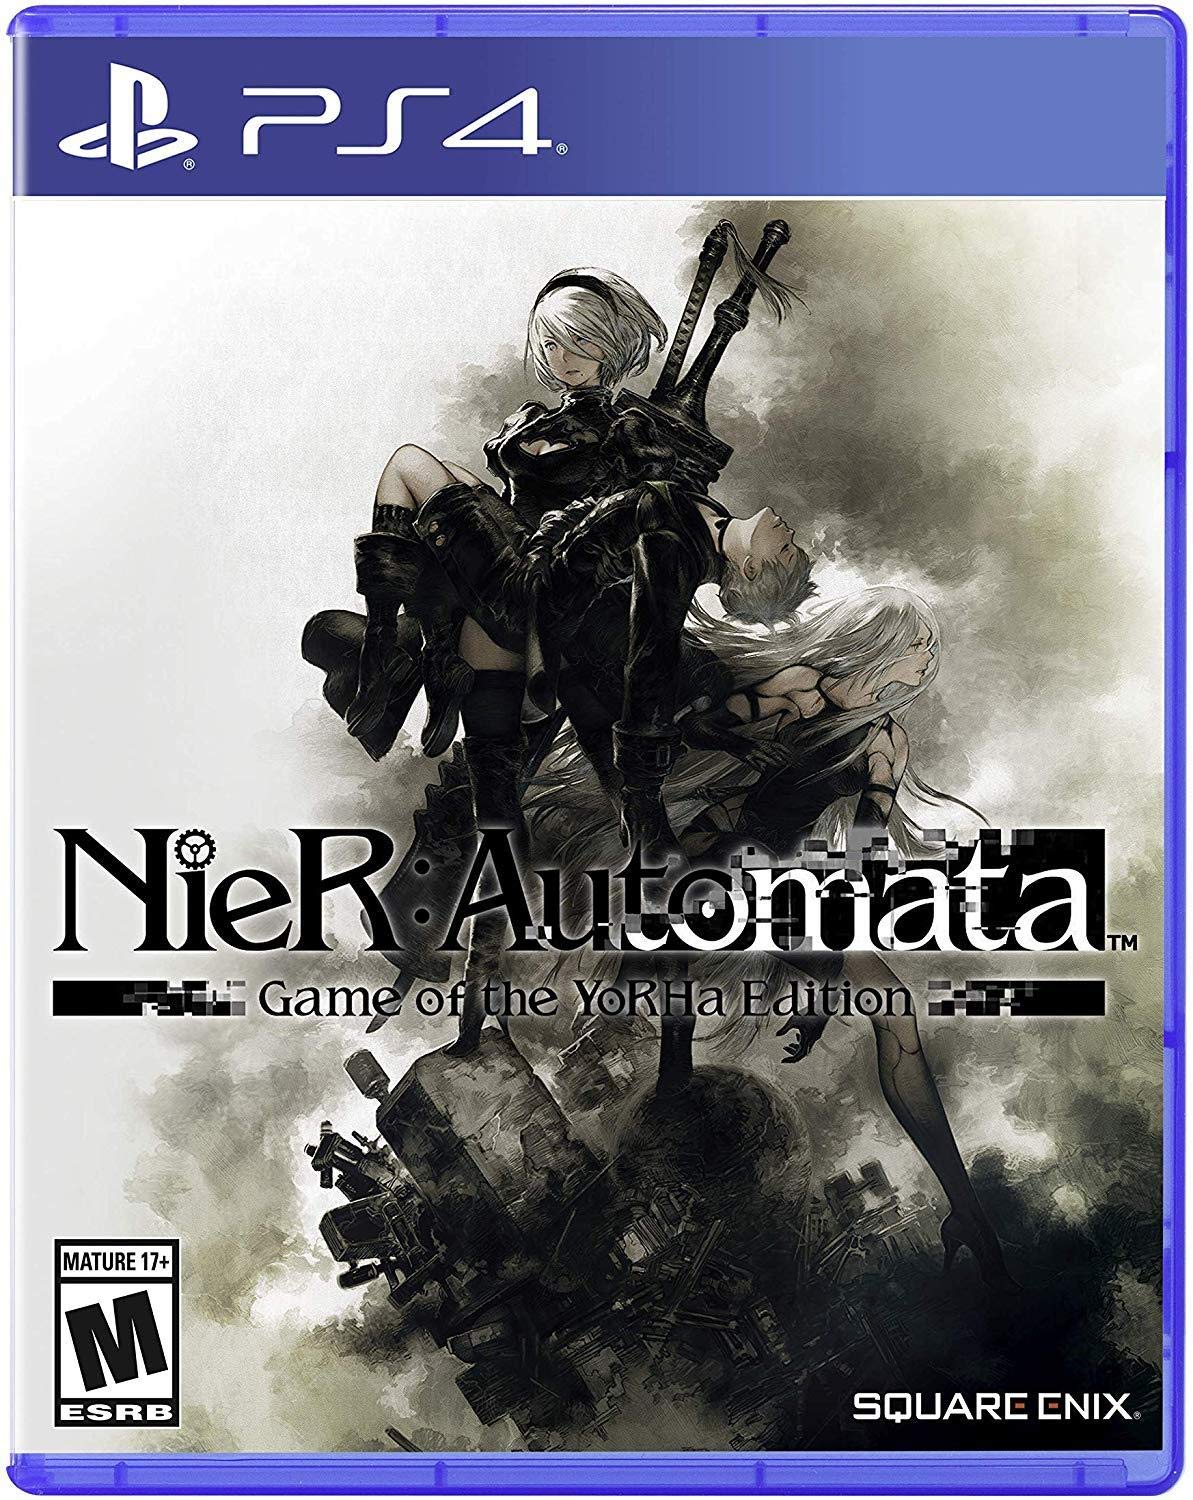 PS4®
NieR:Automata™
Game of the YoRHa Edition
MATURE 17+
M
ESRB
SQUARE ENIX®